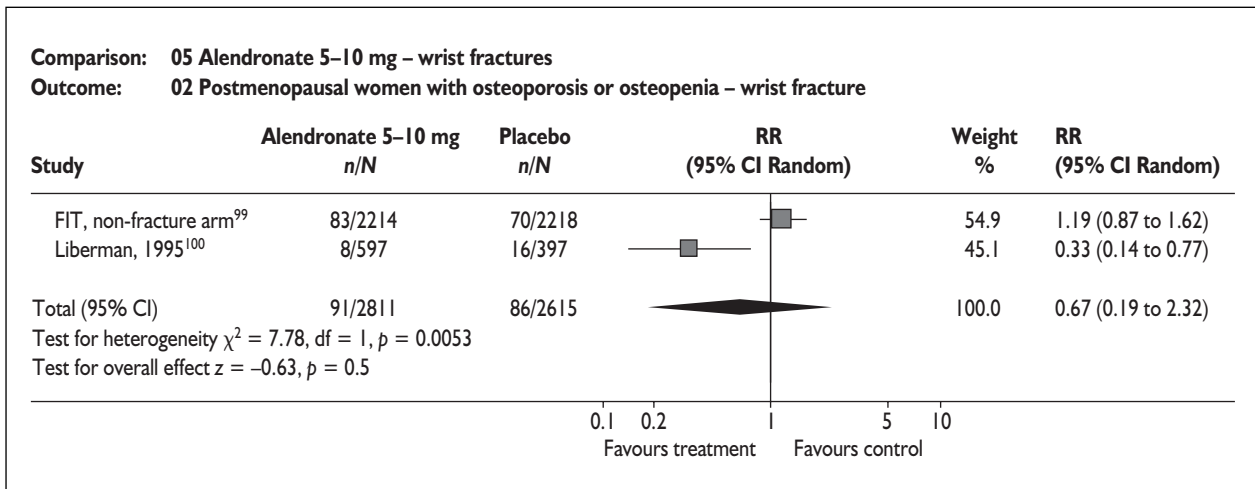 Comparison: 05 Alendronate 5–10 mg – wrist fractures
Outcome: 02 Postmenopausal women with osteoporosis or osteopenia – wrist fracture
Alendronate 5–10 mg Placebo RR Weight RR
Study n/N n/N (95% CI Random) % (95% CI Random)
FIT, non-fracture arm⁹⁹ 83/2214 70/2218 54.9 1.19 (0.87 to 1.62)
Liberman, 1995¹⁰⁰ 8/597 16/397 45.1 0.33 (0.14 to 0.77)
Total (95% CI) 91/2811 86/2615 100.0 0.67 (0.19 to 2.32)
Test for heterogeneity χ² = 7.78, df = 1, p = 0.0053
Test for overall effect z = –0.63, p = 0.5
0.1 0.2 1 5 10
Favours treatment Favours control